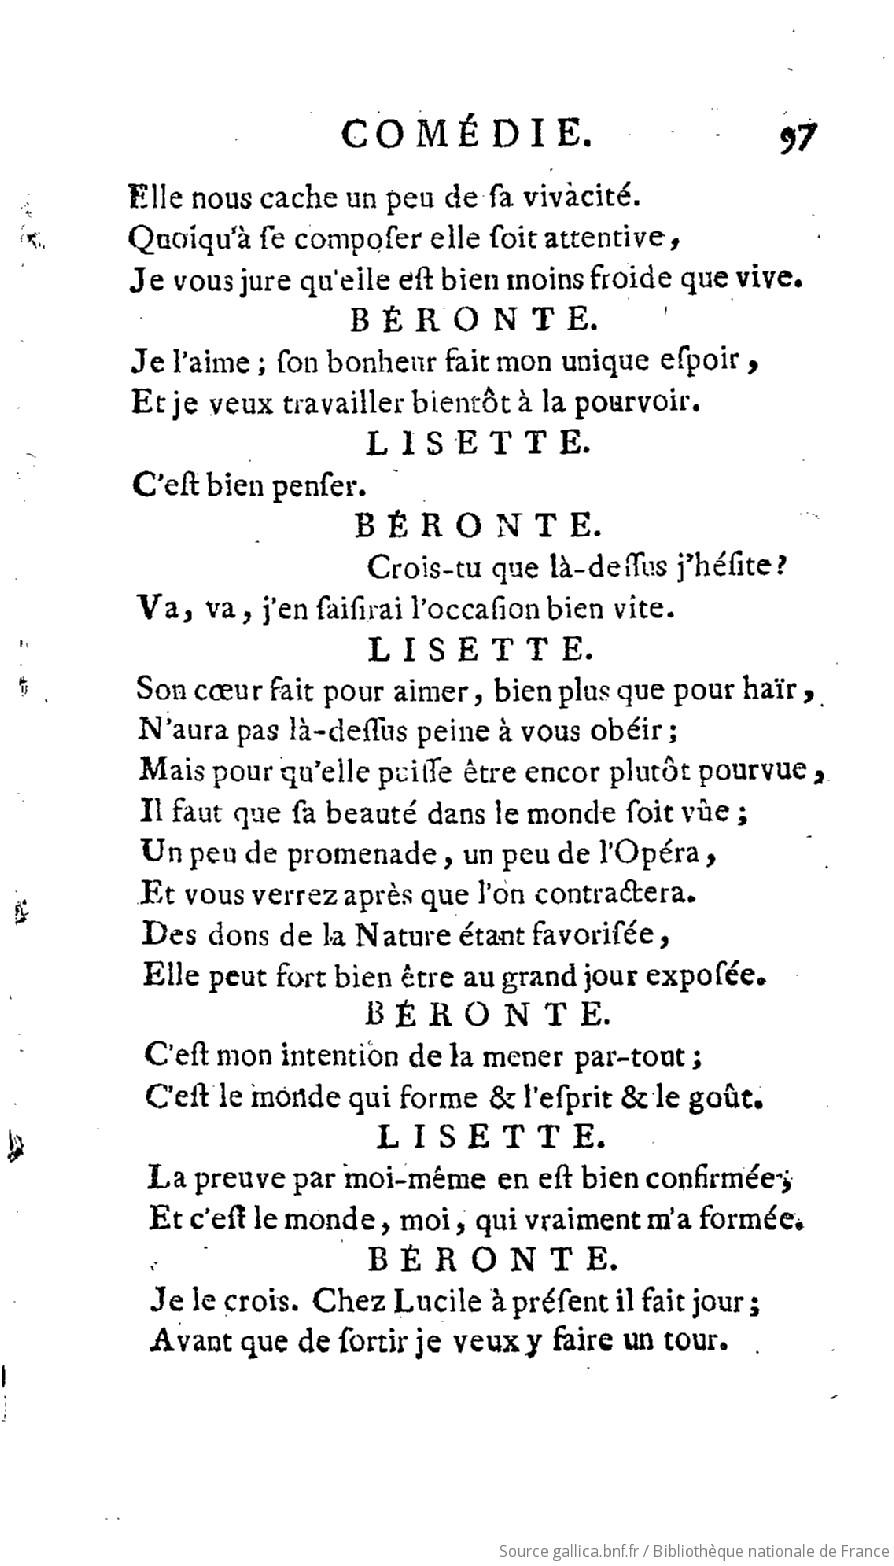 COMÉDIE. 97
Elle nous cache un peu de ſa vivacité.
Quoiqu'à ſe compoſer elle ſoit attentive,
Je vous jure qu'elle eſt bien moins froide que vive.
BÉRONTE.
Je l'aime ; ſon bonheur fait mon unique eſpoir,
Et je veux travailler bientôt à la pourvoir.
LISETTE.
C'eſt bien penſer.
BÉRONTE.
Crois-tu que là-deſſus j'héſite?
Va, va, j'en ſaiſirai l'occaſion bien vîte.
LISETTE.
Son cœur fait pour aimer, bien plus que pour haïr,
N'aura pas là-deſſus peine à vous obéir ;
Mais pour qu'elle puiſſe être encor plutôt pourvue,
Il faut que ſa beauté dans le monde ſoit vûe ;
Un peu de promenade, un peu de l'Opéra,
Et vous verrez après que l'on contractera.
Des dons de la Nature étant favoriſée,
Elle peut fort bien être au grand jour expoſée.
BÉRONTE.
C'eſt mon intention de la mener par-tout ;
C'eſt le monde qui forme & l'eſprit & le goût.
LISETTE.
La preuve par moi-même en eſt bien confirmée ;
Et c'eſt le monde, moi, qui vraiment m'a formée.
BÉRONTE.
Je le crois. Chez Lucile à préſent il fait jour ;
Avant que de ſortir je veux y faire un tour.
Source gallica.bnf.fr / Bibliothèque nationale de France